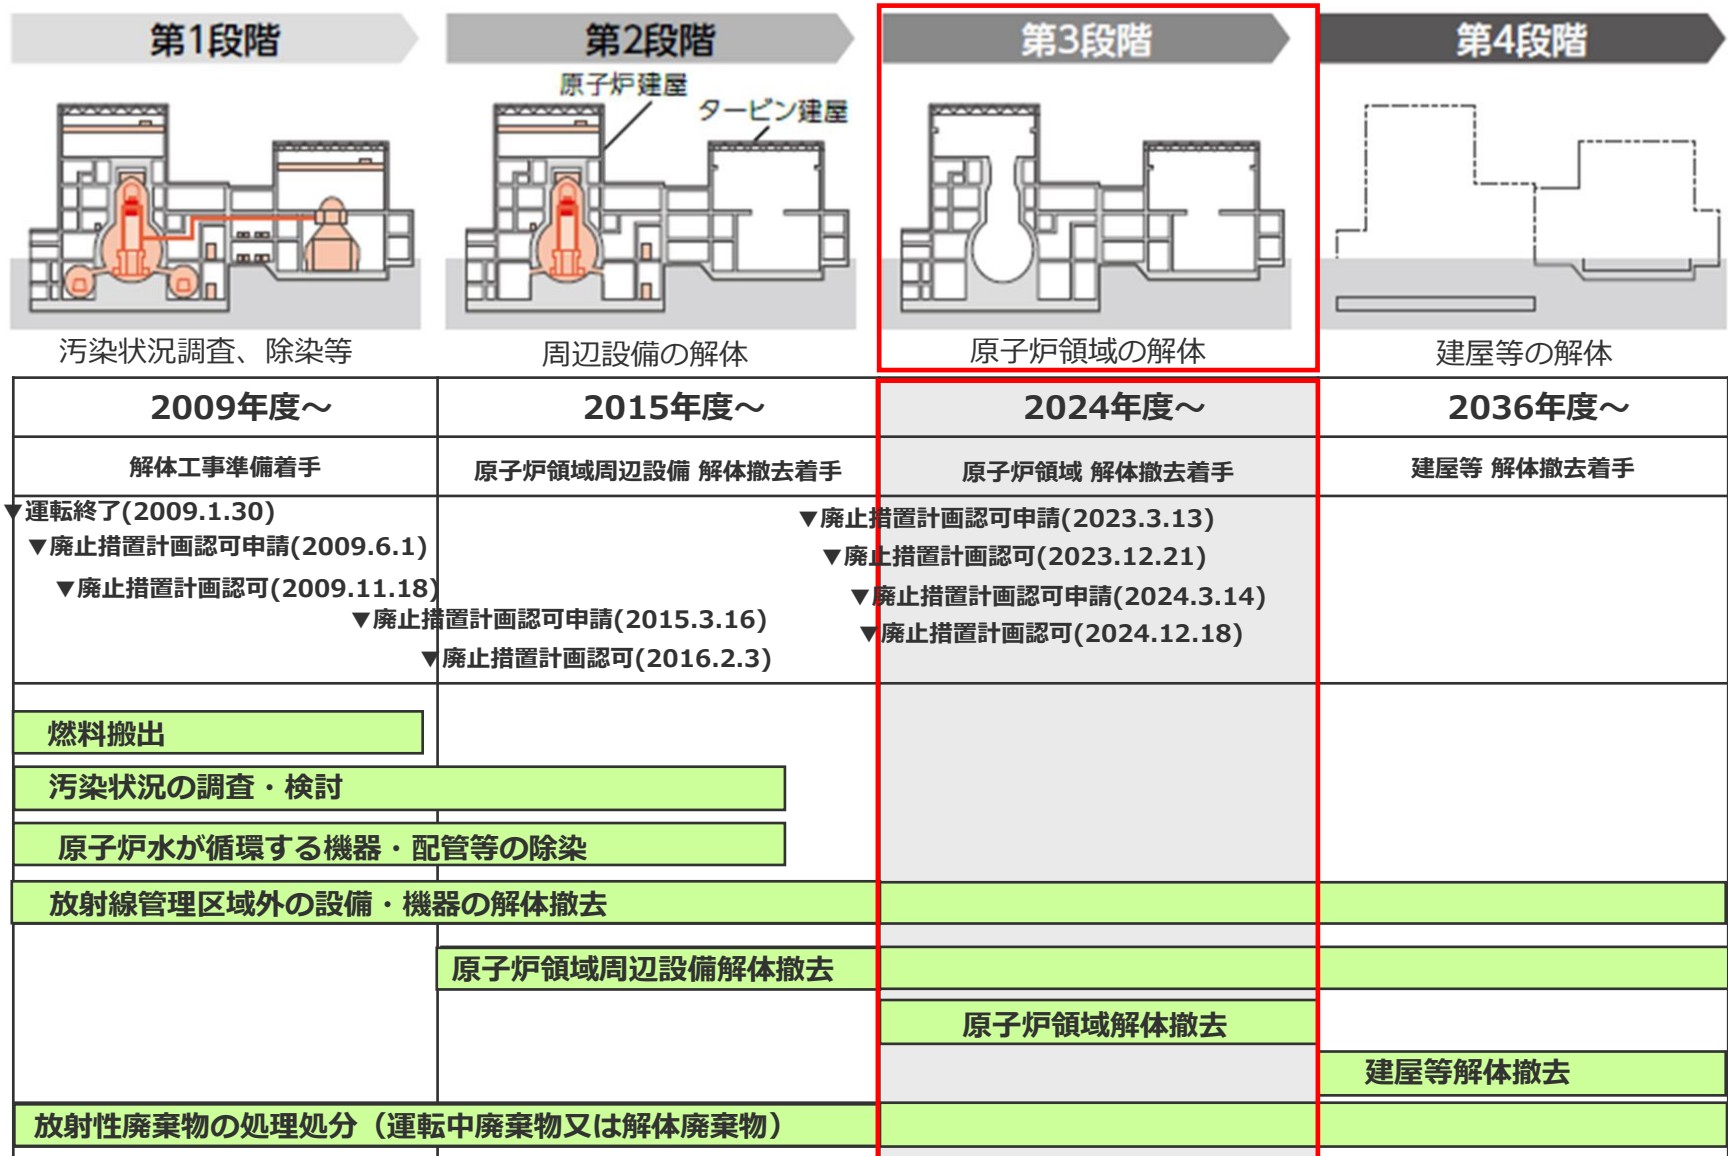 第1段階
第2段階
第3段階
第4段階
原子炉建屋
タービン建屋
汚染状況調査、除染等
周辺設備の解体
原子炉領域の解体
建屋等の解体
2009年度～
2015年度～
2024年度～
2036年度～
解体工事準備着手
原子炉領域周辺設備 解体撤去着手
原子炉領域 解体撤去着手
建屋等 解体撤去着手
▼運転終了(2009.1.30)
▼廃止措置計画認可申請(2009.6.1)
▼廃止措置計画認可(2009.11.18)
▼廃止措置計画認可申請(2015.3.16)
▼廃止措置計画認可(2016.2.3)
▼廃止措置計画認可申請(2023.3.13)
▼廃止措置計画認可(2023.12.21)
▼廃止措置計画認可申請(2024.3.14)
▼廃止措置計画認可(2024.12.18)
燃料搬出
汚染状況の調査・検討
原子炉水が循環する機器・配管等の除染
放射線管理区域外の設備・機器の解体撤去
原子炉領域周辺設備解体撤去
原子炉領域解体撤去
建屋等解体撤去
放射性廃棄物の処理処分（運転中廃棄物又は解体廃棄物）